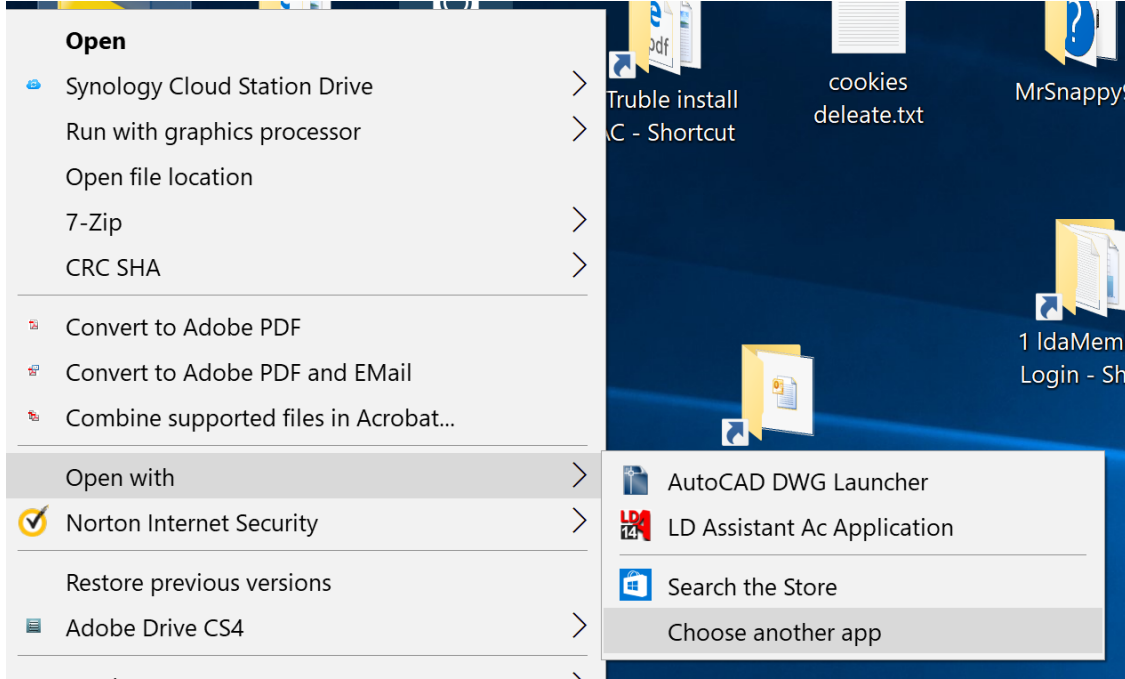 Open
Synology Cloud Station Drive
Run with graphics processor
Open file location
7-Zip
CRC SHA
Convert to Adobe PDF
Convert to Adobe PDF and EMail
Combine supported files in Acrobat...
Open with
Norton Internet Security
Restore previous versions
Adobe Drive CS4
AutoCAD DWG Launcher
LD Assistant Ac Application
Search the Store
Choose another app
pdf
Truble install
C - Shortcut
cookies
deleate.txt
MrSnappy9
1 IdaMem
Login - Sh
LDA
14